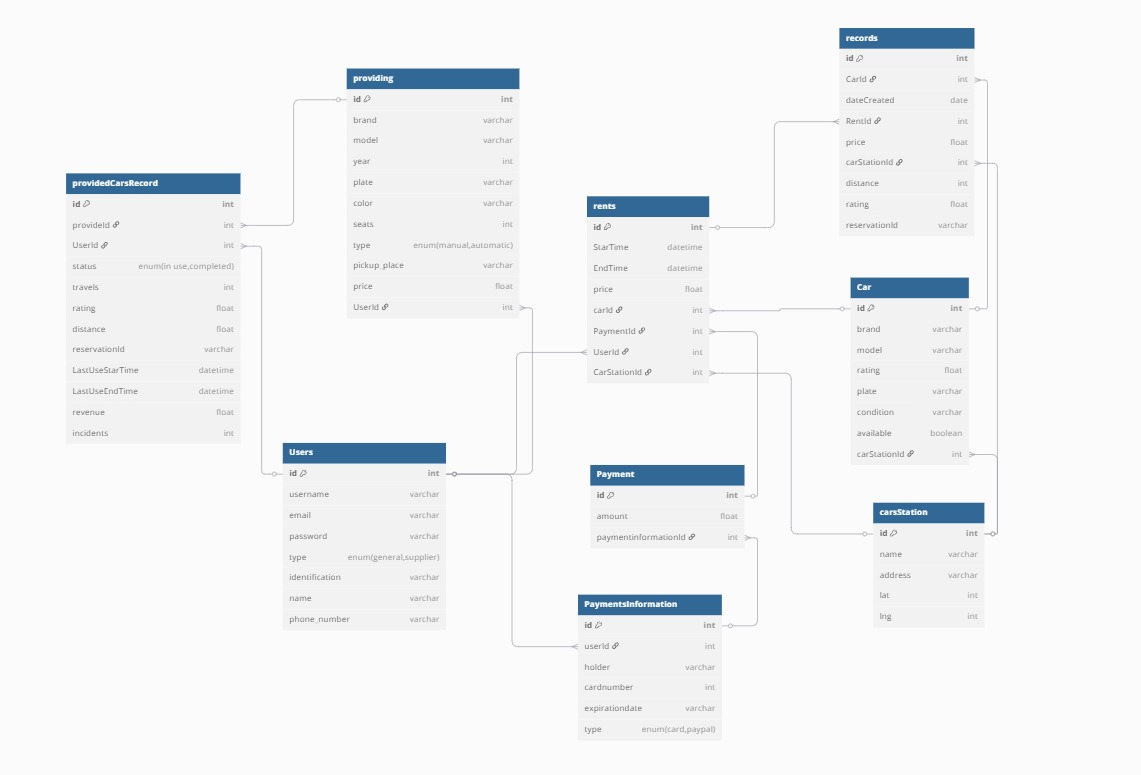 records
id int
CarId int
dateCreated date
RentId int
price float
carStationId int
distance int
rating float
reservationId varchar
providing
id int
brand varchar
model varchar
year int
plate varchar
color varchar
seats int
type enum(manual,automatic)
pickup_place varchar
price float
UserId int
providedCarsRecord
id int
provideId int
UserId int
status enum(in use,completed)
travels int
rating float
distance float
reservationId varchar
LastUseStarTime datetime
LastUseEndTime datetime
revenue float
incidents int
rents
id int
StarTime datetime
EndTime datetime
price float
carId int
PaymentId int
UserId int
CarStationId int
Car
id int
brand varchar
model varchar
rating float
plate varchar
condition varchar
available boolean
carStationId int
Users
id int
username varchar
email varchar
password varchar
type enum(general,supplier)
identification varchar
name varchar
phone_number varchar
Payment
id int
amount float
paymentinformationId int
carsStation
id int
name varchar
address varchar
lat int
lng int
PaymentsInformation
id int
userId int
holder varchar
cardnumber int
expirationdate varchar
type enum(card,paypal)